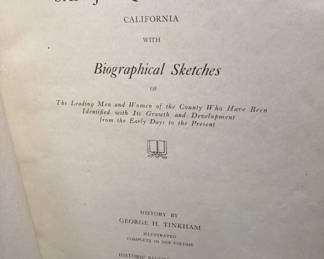 CALIFORNIA
WITH
Biographical Sketches
OF
The Leading Men and Women of the County Who Have Been
Identified with Its Growth and Development
from the Early Days to the Present
HISTORY BY
GEORGE H. TINKHAM
ILLUSTRATED
COMPLETE IN ONE VOLUME
HISTORIC